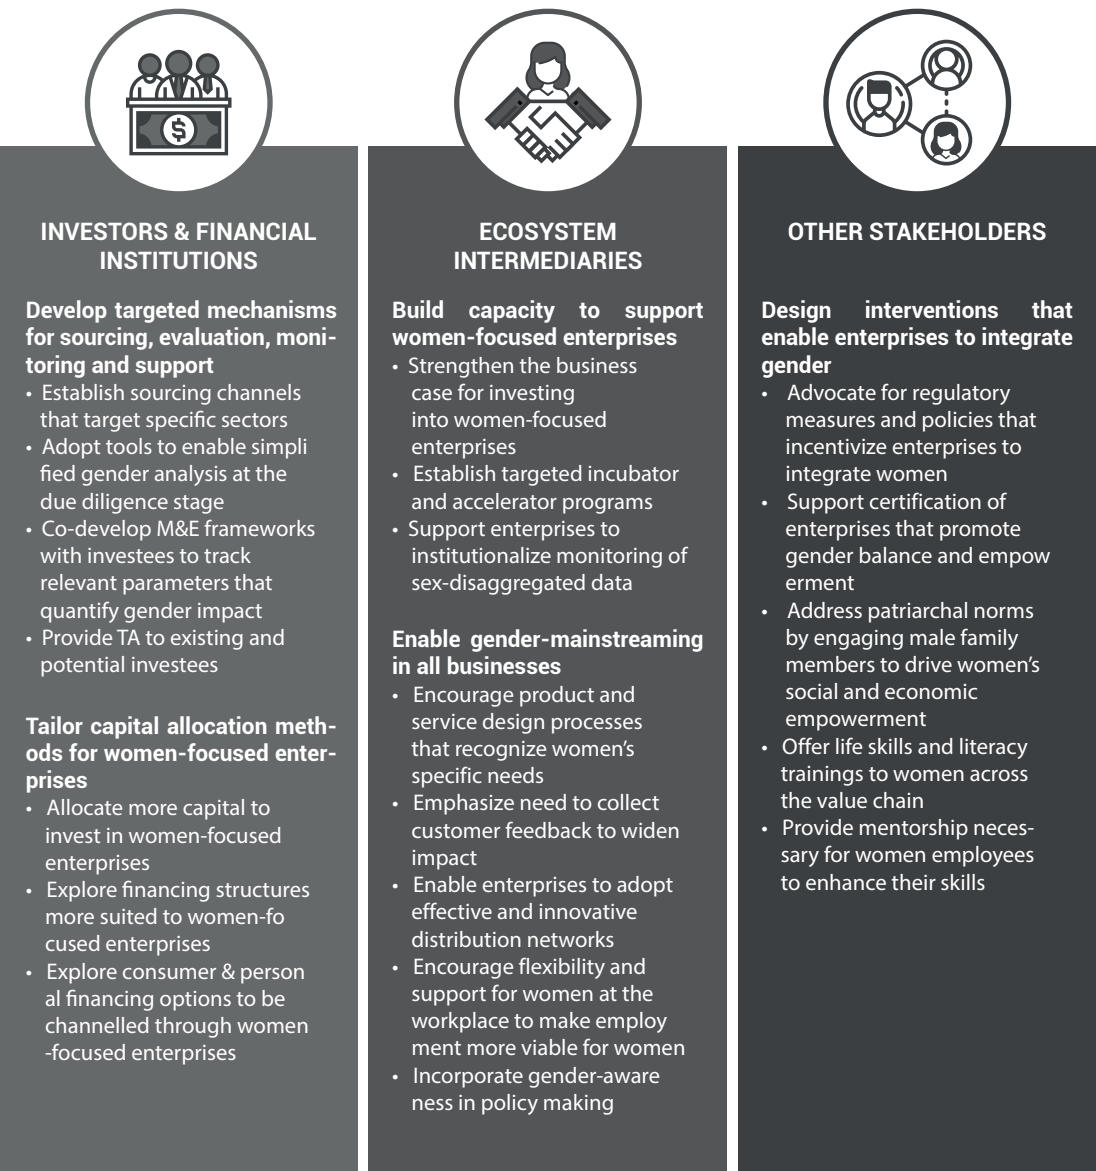 $
INVESTORS & FINANCIAL
INSTITUTIONS
Develop targeted mechanisms
for sourcing, evaluation, moni-
toring and support
• Establish sourcing channels
that target specific sectors
• Adopt tools to enable simpli
fied gender analysis at the
due diligence stage
• Co-develop M&E frameworks
with investees to track
relevant parameters that
quantify gender impact
• Provide TA to existing and
potential investees
Tailor capital allocation meth-
ods for women-focused enter-
prises
• Allocate more capital to
invest in women-focused
enterprises
• Explore financing structures
more suited to women-fo
cused enterprises
• Explore consumer & person
al financing options to be
channelled through women
-focused enterprises
ECOSYSTEM
INTERMEDIARIES
Build capacity to support
women-focused enterprises
• Strengthen the business
case for investing
into women-focused
enterprises
• Establish targeted incubator
and accelerator programs
• Support enterprises to
institutionalize monitoring of
sex-disaggregated data
Enable gender-mainstreaming
in all businesses
• Encourage product and
service design processes
that recognize women's
specific needs
• Emphasize need to collect
customer feedback to widen
impact
• Enable enterprises to adopt
effective and innovative
distribution networks
• Encourage flexibility and
support for women at the
workplace to make employ
ment more viable for women
• Incorporate gender-aware
ness in policy making
OTHER STAKEHOLDERS
Design interventions that
enable enterprises to integrate
gender
• Advocate for regulatory
measures and policies that
incentivize enterprises to
integrate women
• Support certification of
enterprises that promote
gender balance and empow
erment
• Address patriarchal norms
by engaging male family
members to drive women's
social and economic
empowerment
• Offer life skills and literacy
trainings to women across
the value chain
• Provide mentorship neces-
sary for women employees
to enhance their skills